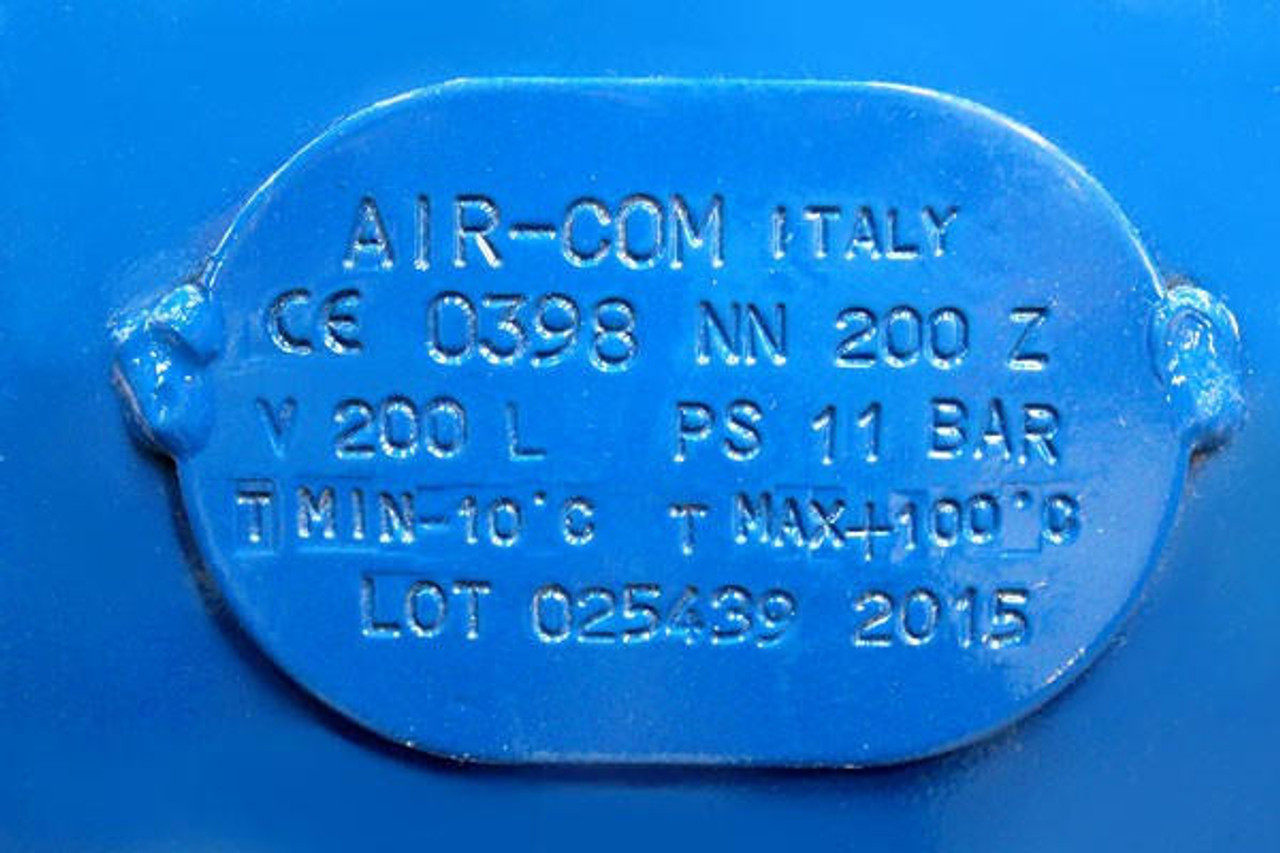 AIR-COM ITALY
CE 0398 NN 200 Z
V 200 L PS 11 BAR
T MIN-10°C T MAX+100°C
LOT 025439 2015